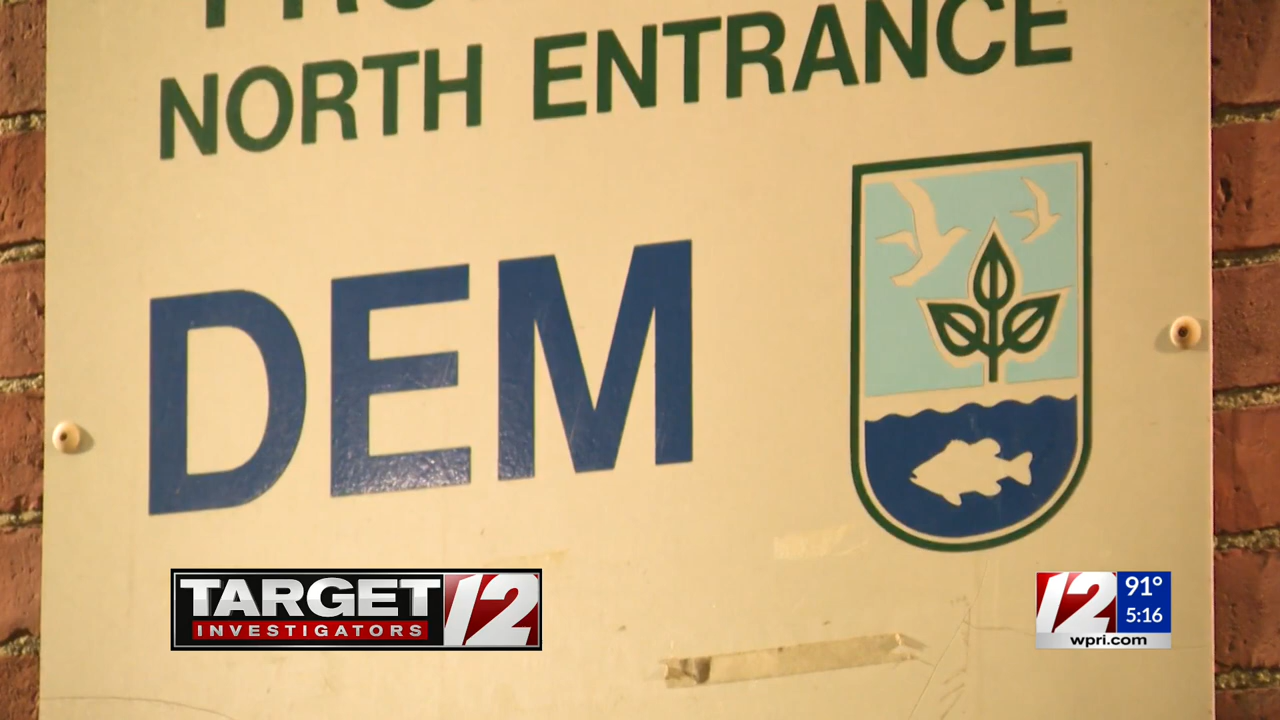 NORTH ENTRANCE
DEM
TARGET 12
INVESTIGATORS
12
91°
5:16
wpri.com